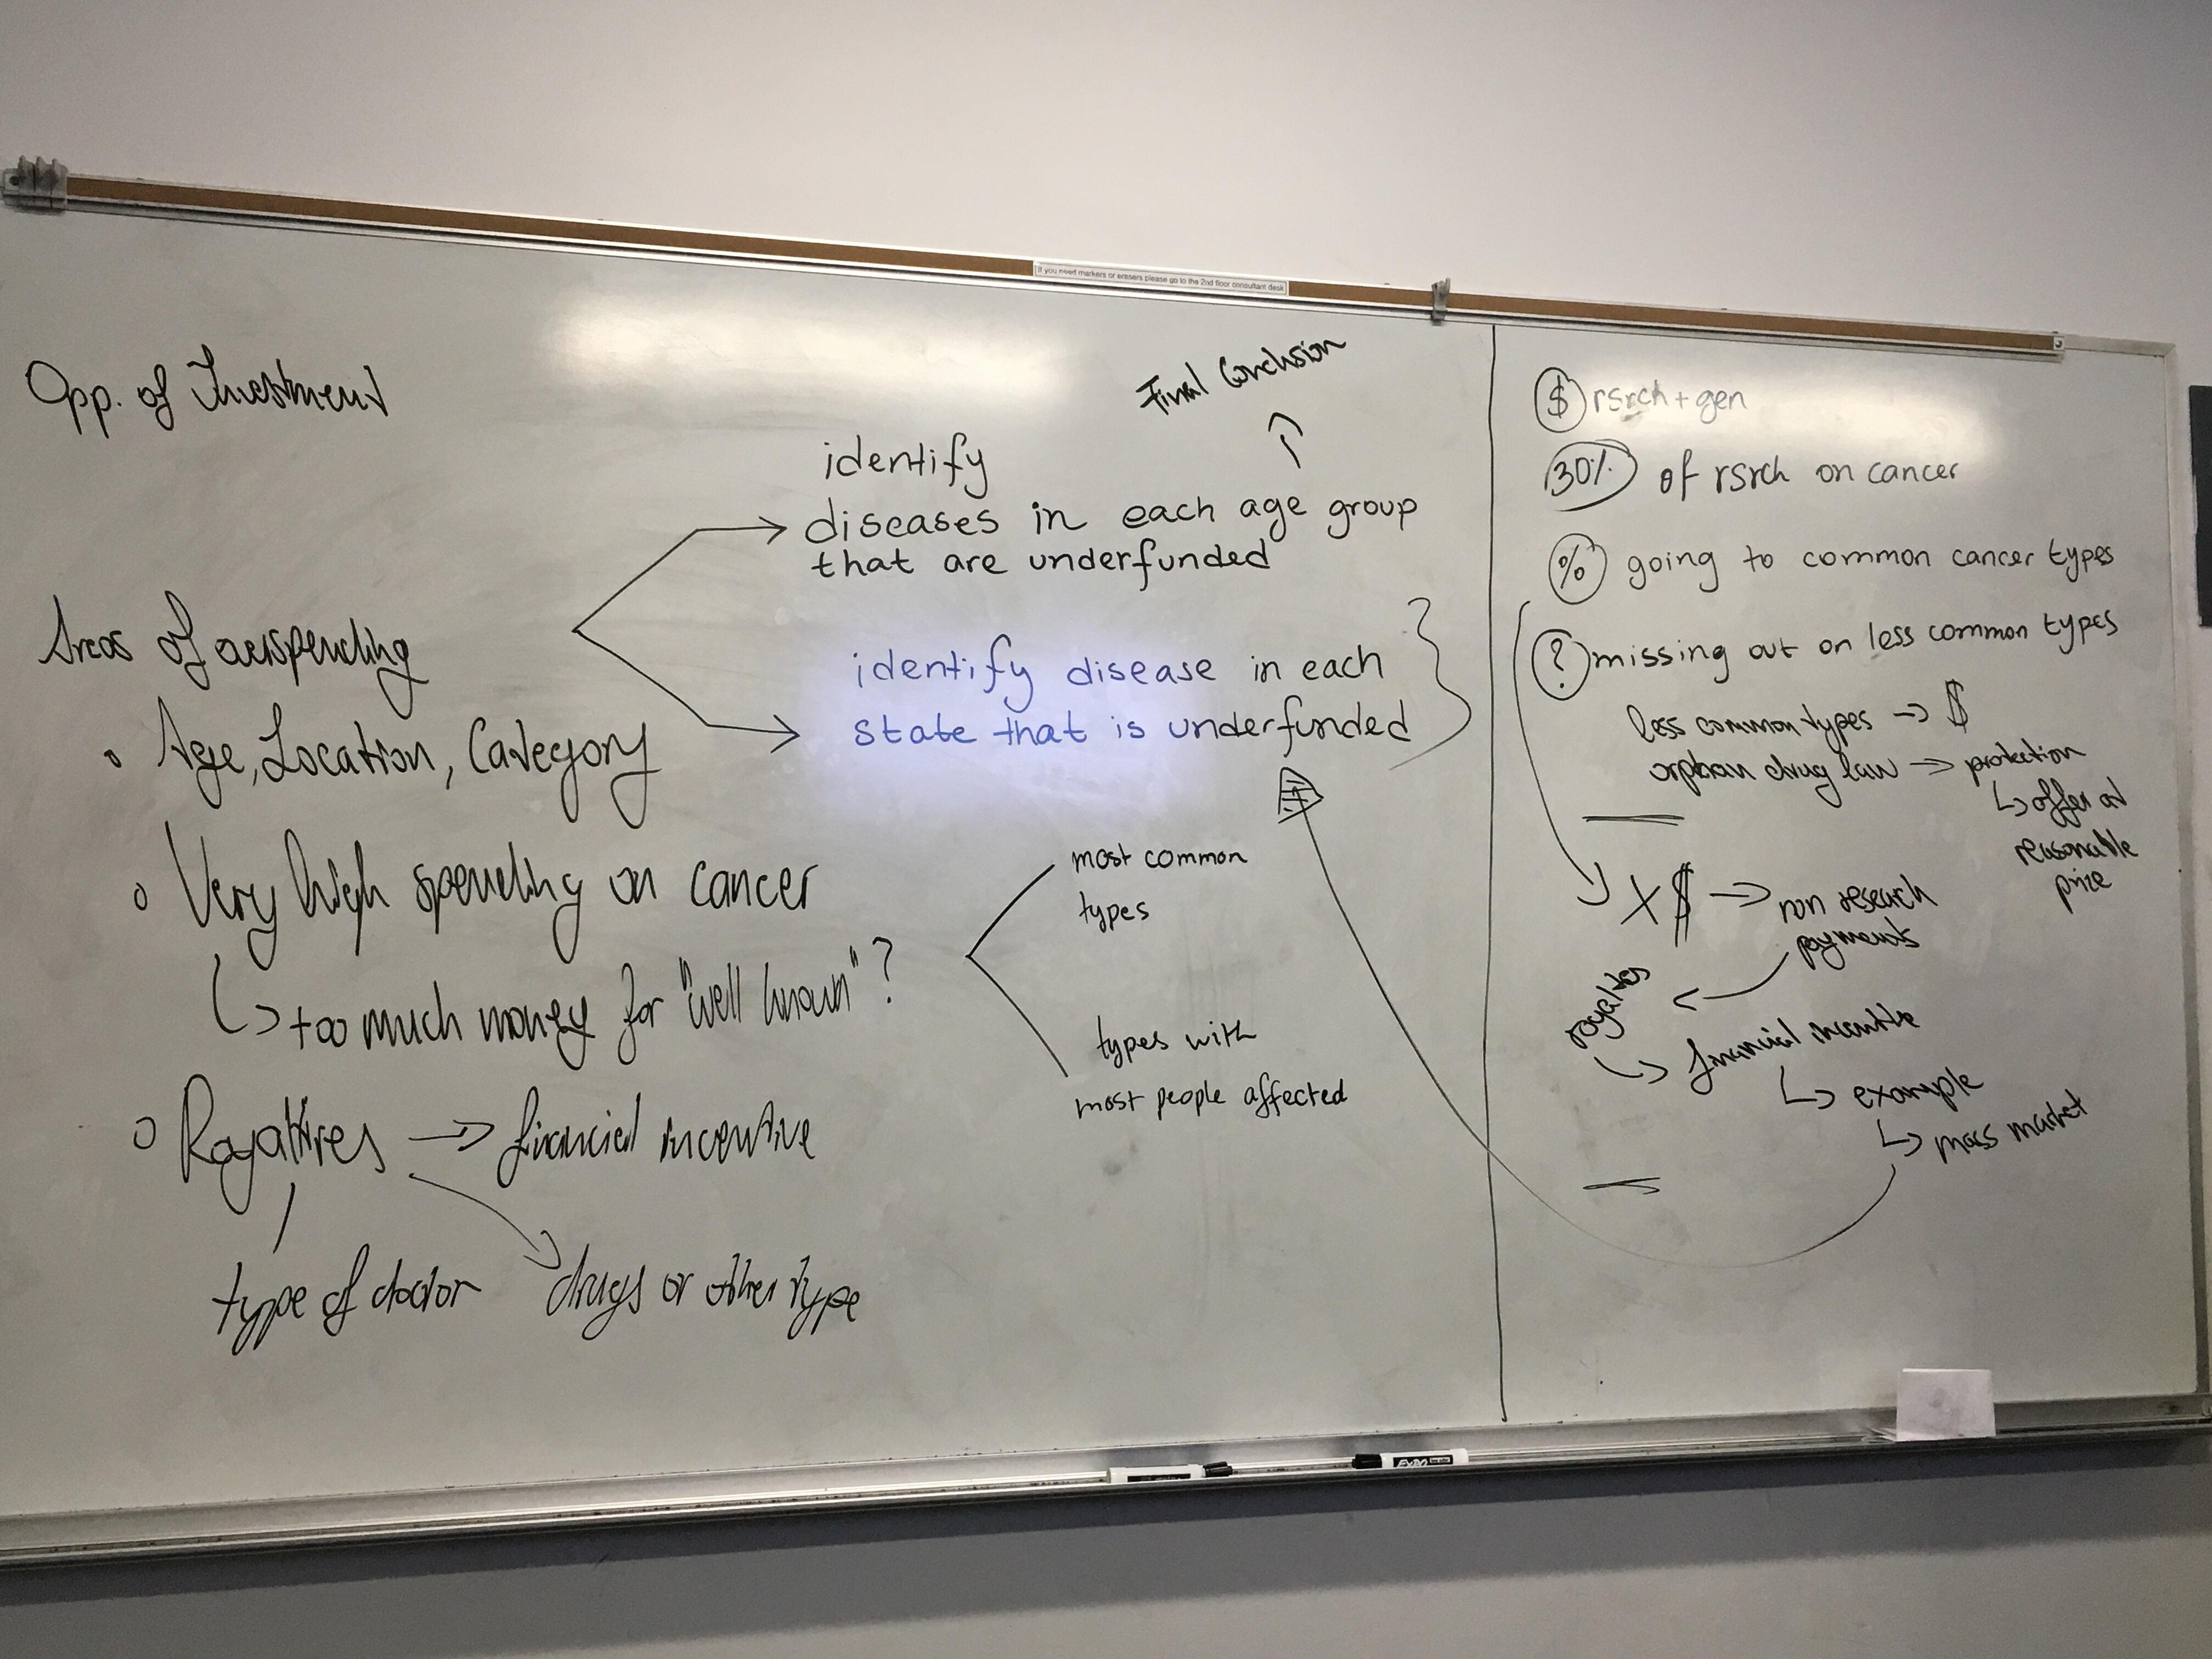 If you need markers or erasers please go to the 2nd floor consultant desk
Opp. of Investment
Final Conclusion
identify
diseases in each age group
that are underfunded
Areas of overspending
identify disease in each
state that is underfunded
Age, Location, Category
Very high spending on cancer
most common
types
too much money for "well known"?
types with
most people affected
Royaltires → financial incentive
type of doctor
drugs or other type
$ rsrch + gen
30% of rsrch on cancer
% going to common cancer types
? missing out on less common types
less common types → $
orphan drug law → protection
↳ offer at
reasonable
prize
X $ → non research
payments
royalties
financial incentive
↳ example
↳ mass market
EXPO